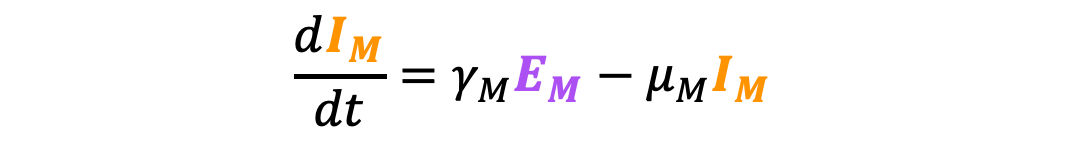 dI_M/dt = γ_M E_M − μ_M I_M